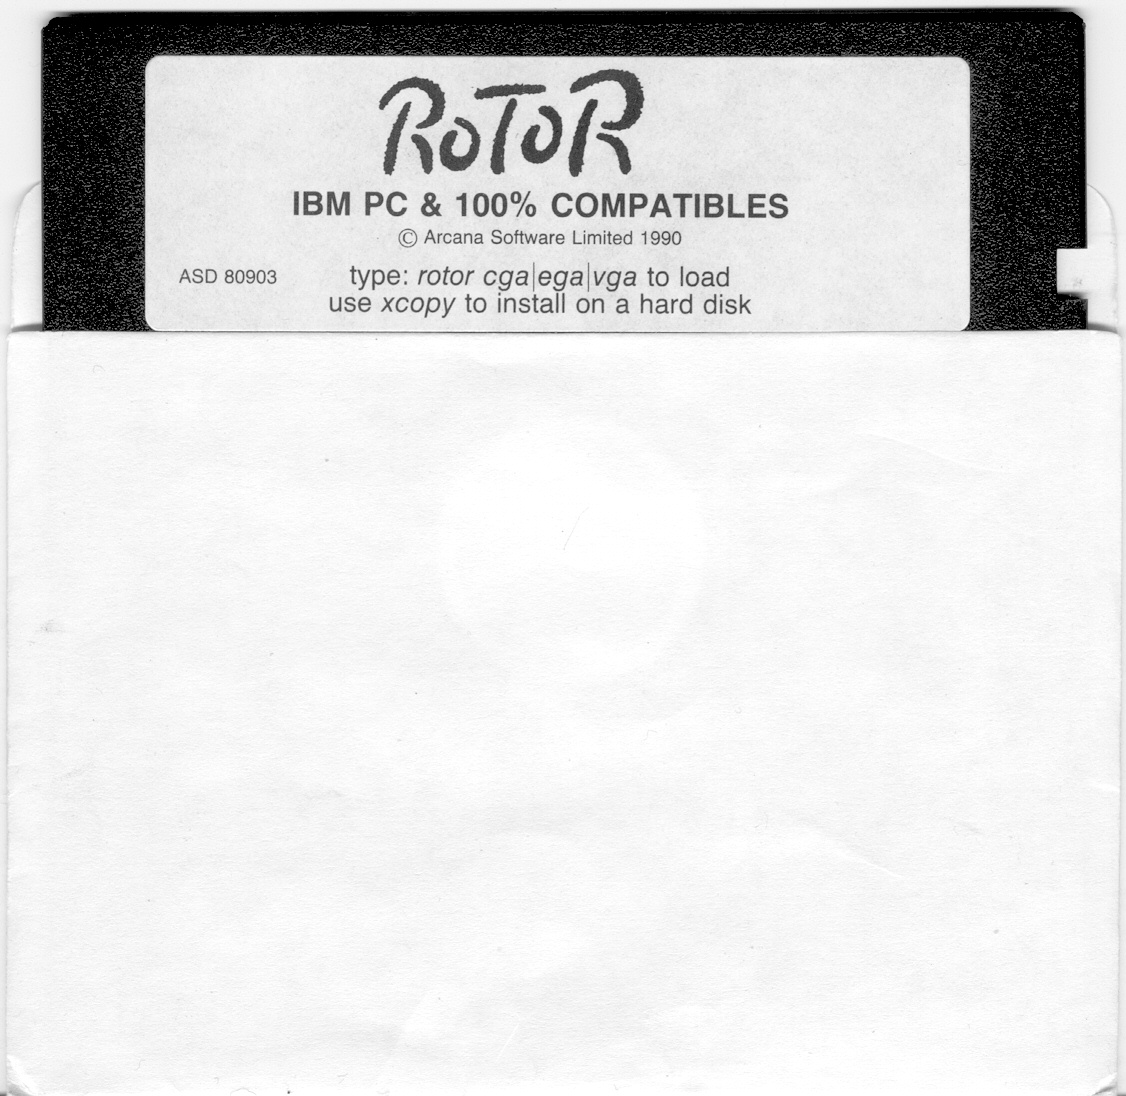 RoToR
IBM PC & 100% COMPATIBLES
© Arcana Software Limited 1990
ASD 80903 type: rotor cga|ega|vga to load
use xcopy to install on a hard disk